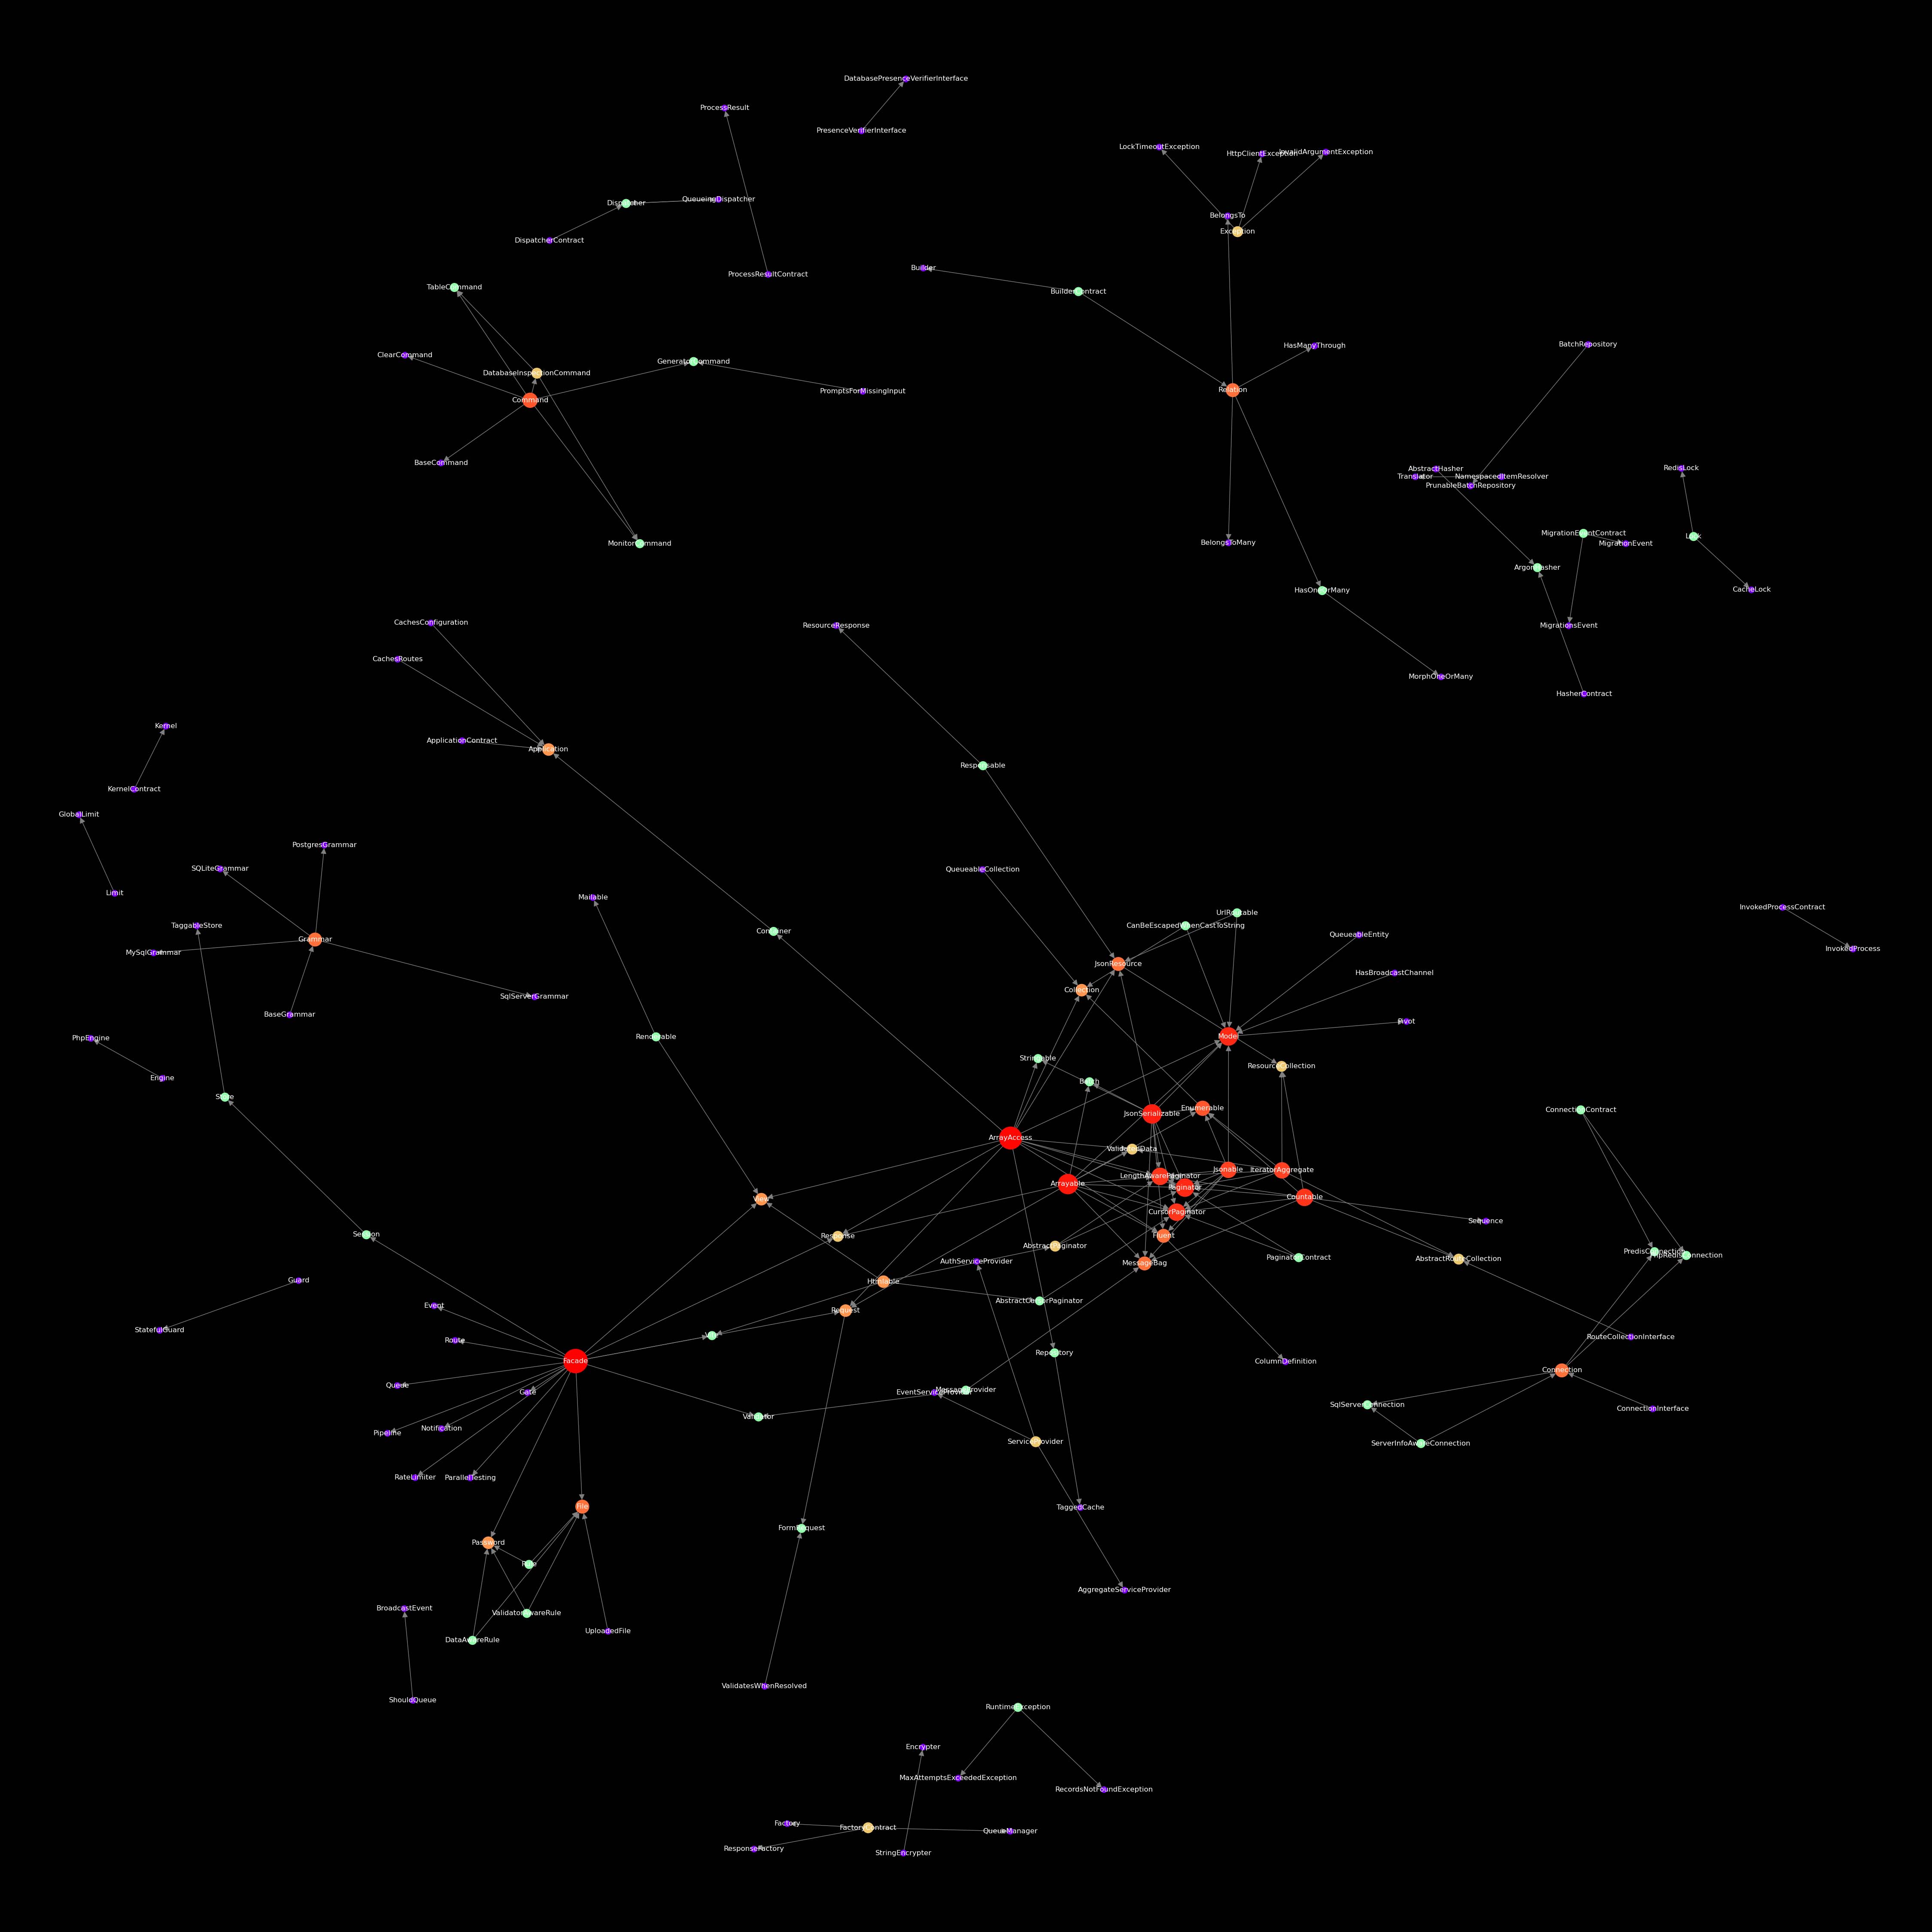 DatabasePresenceVerifierInterface
ProcessResult
PresenceVerifierInterface
LockTimeoutException
HttpClientException
InvalidArgumentException
Dispatcher
QueueingDispatcher
BelongsTo
Exception
DispatcherContract
Builder
ProcessResultContract
TableCommand
BuilderContract
BatchRepository
HasManyThrough
ClearCommand
GeneratorCommand
DatabaseInspectionCommand
PromptsForMissingInput
Relation
Command
BaseCommand
AbstractHasher
RedisLock
Translator
NamespacedItemResolver
PrunableBatchRepository
MigrationEventContract
Lock
MonitorCommand
BelongsToMany
MigrationEvent
ArgonHasher
HasOneOrMany
CacheLock
CachesConfiguration
ResourceResponse
MigrationsEvent
CachesRoutes
MorphOneOrMany
HasherContract
Kernel
ApplicationContract
Application
Responsable
KernelContract
GlobalLimit
PostgresGrammar
SQLiteGrammar
QueueableCollection
Limit
Mailable
InvokedProcessContract
UrlRoutable
TaggableStore
CanBeEscapedWhenCastToString
Container
QueueableEntity
Grammar
InvokedProcess
MySqlGrammar
JsonResource
HasBroadcastChannel
Collection
SqlServerGrammar
BaseGrammar
Pivot
Renderable
Model
PhpEngine
Stringable
ResourceCollection
Engine
Batch
Store
Enumerable
ConnectionContract
JsonSerializable
ArrayAccess
ValidatedData
Jsonable
IteratorAggregate
LengthAwarePaginator
Arrayable
Paginator
Countable
View
CursorPaginator
Sequence
Session
Response
Fluent
AbstractPaginator
PredisConnection
PhpRedisConnection
PaginatorContract
AbstractRouteCollection
AuthServiceProvider
MessageBag
Guard
Htmlable
AbstractCursorPaginator
Event
Request
StatefulGuard
RouteCollectionInterface
Route
Repository
Facade
ColumnDefinition
Connection
Queue
Gate
EventServiceProvider
MessageProvider
SqlServerConnection
ConnectionInterface
Validator
Notification
Pipeline
ServiceProvider
ServerInfoAwareConnection
RateLimiter
ParallelTesting
File
TaggedCache
FormRequest
Password
Rule
AggregateServiceProvider
BroadcastEvent
ValidatorAwareRule
UploadedFile
DataAwareRule
ValidatesWhenResolved
ShouldQueue
RuntimeException
Encrypter
MaxAttemptsExceededException
RecordsNotFoundException
Factory
FactoryContract
QueueManager
ResponseFactory
StringEncrypter